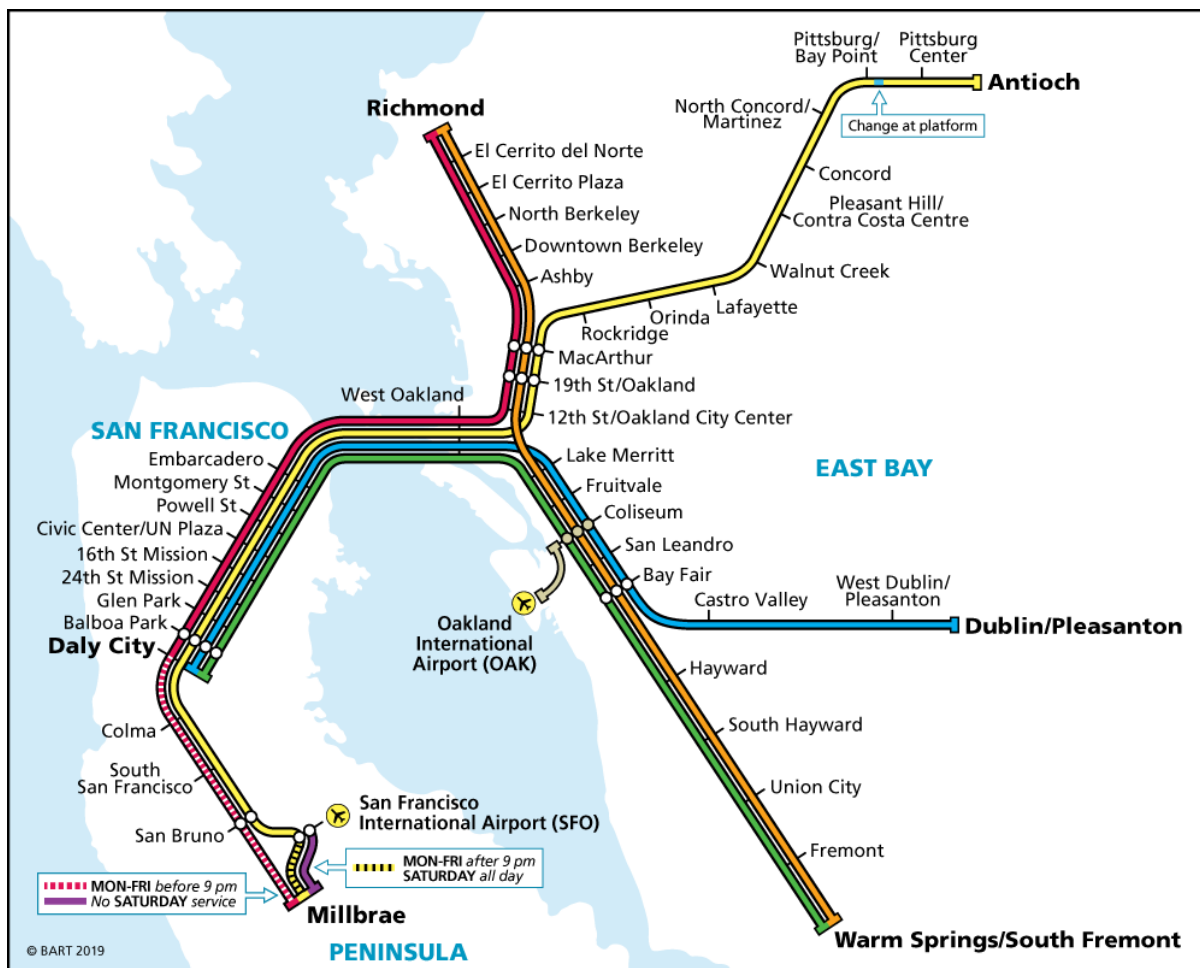 Pittsburg/
Bay Point
Pittsburg
Center
Antioch
Richmond
North Concord/
Martinez
Change at platform
El Cerrito del Norte
El Cerrito Plaza
Concord
North Berkeley
Pleasant Hill/
Contra Costa Centre
Downtown Berkeley
Ashby
Walnut Creek
Lafayette
Orinda
Rockridge
MacArthur
19th St/Oakland
West Oakland
12th St/Oakland City Center
SAN FRANCISCO
Embarcadero
Lake Merritt
EAST BAY
Montgomery St
Fruitvale
Powell St
Coliseum
Civic Center/UN Plaza
San Leandro
16th St Mission
Bay Fair
24th St Mission
West Dublin/
Pleasanton
Glen Park
Castro Valley
Balboa Park
Oakland
International
Airport (OAK)
Dublin/Pleasanton
Daly City
Hayward
Colma
South Hayward
South
San Francisco
Union City
San Francisco
International Airport (SFO)
San Bruno
Fremont
MON-FRI after 9 pm
SATURDAY all day
MON-FRI before 9 pm
No SATURDAY service
Millbrae
Warm Springs/South Fremont
© BART 2019
PENINSULA